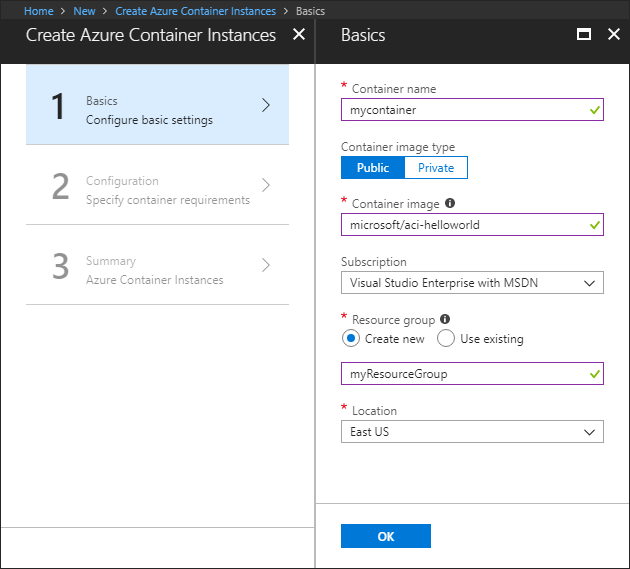 Home > New > Create Azure Container Instances > Basics
Create Azure Container Instances
1
Basics
Configure basic settings
2
Configuration
Specify container requirements
3
Summary
Azure Container Instances
Basics
* Container name
mycontainer
Container image type
Public Private
* Container image
microsoft/aci-helloworld
Subscription
Visual Studio Enterprise with MSDN
* Resource group
Create new Use existing
myResourceGroup
* Location
East US
OK